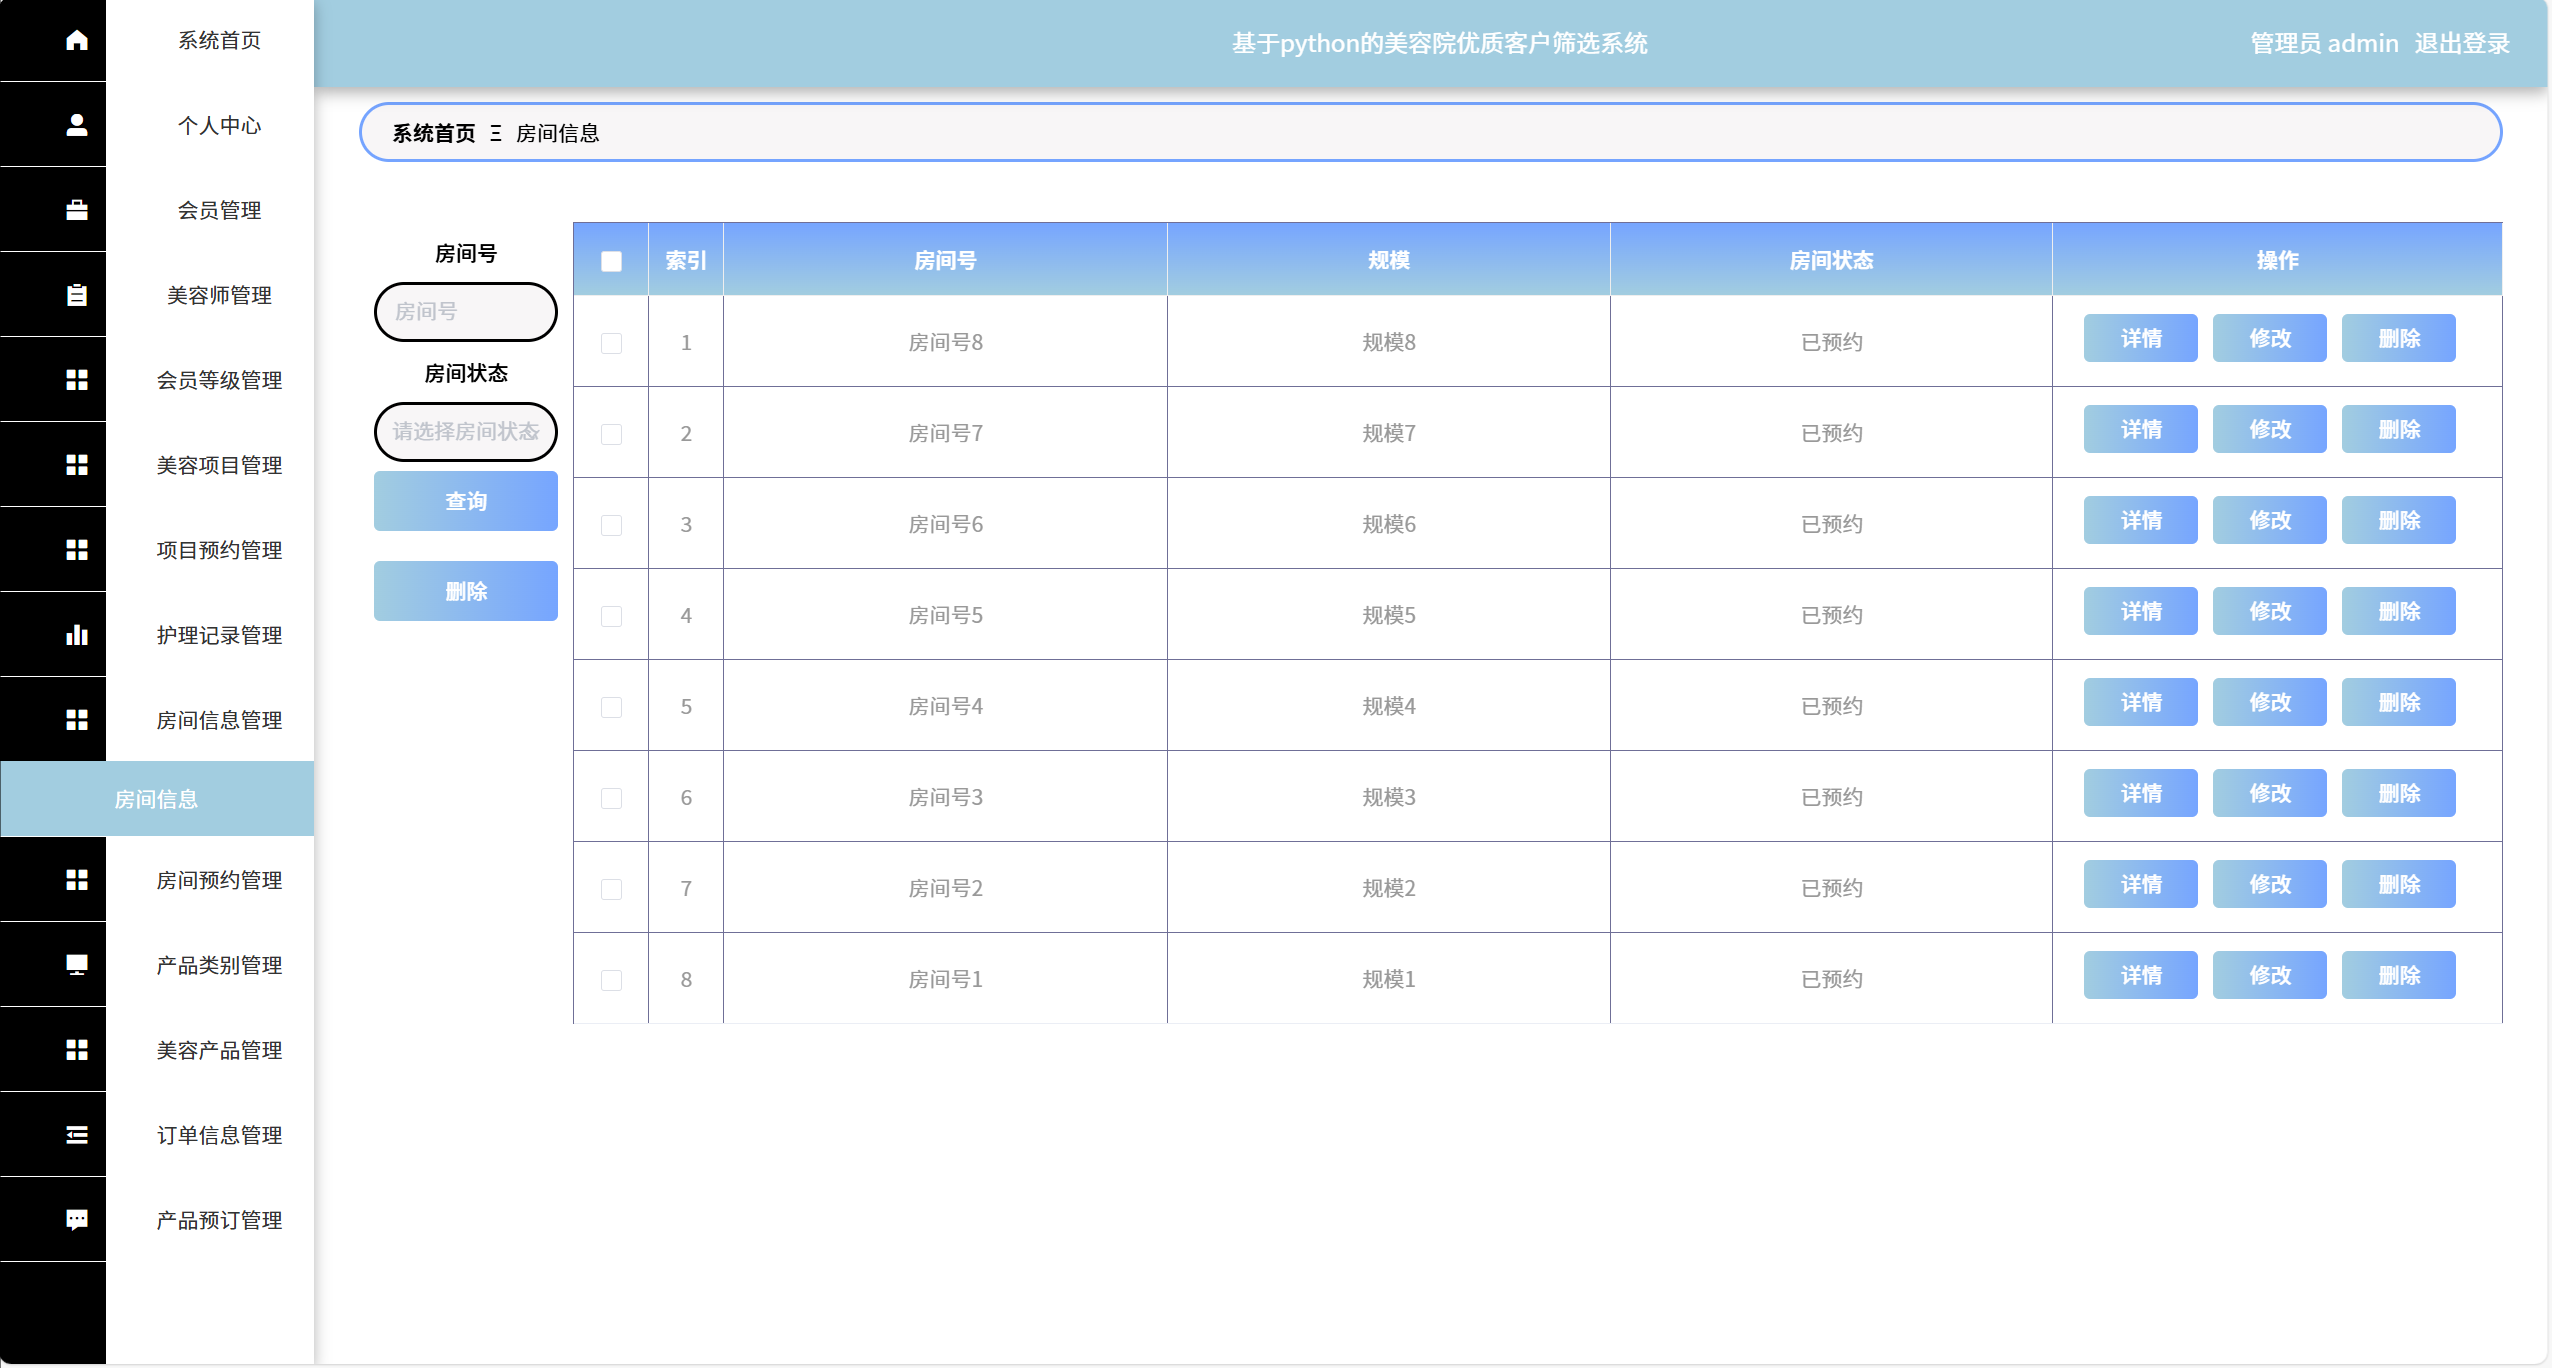 系统首页
个人中心
会员管理
美容师管理
会员等级管理
美容项目管理
项目预约管理
护理记录管理
房间信息管理
房间信息
房间预约管理
产品类别管理
美容产品管理
订单信息管理
产品预订管理
基于python的美容院优质客户筛选系统
管理员 admin 退出登录
系统首页 Ξ 房间信息
房间号
房间号
房间状态
请选择房间状态
查询
删除
索引 房间号 规模 房间状态 操作
1 房间号8 规模8 已预约 详情 修改 删除
2 房间号7 规模7 已预约 详情 修改 删除
3 房间号6 规模6 已预约 详情 修改 删除
4 房间号5 规模5 已预约 详情 修改 删除
5 房间号4 规模4 已预约 详情 修改 删除
6 房间号3 规模3 已预约 详情 修改 删除
7 房间号2 规模2 已预约 详情 修改 删除
8 房间号1 规模1 已预约 详情 修改 删除